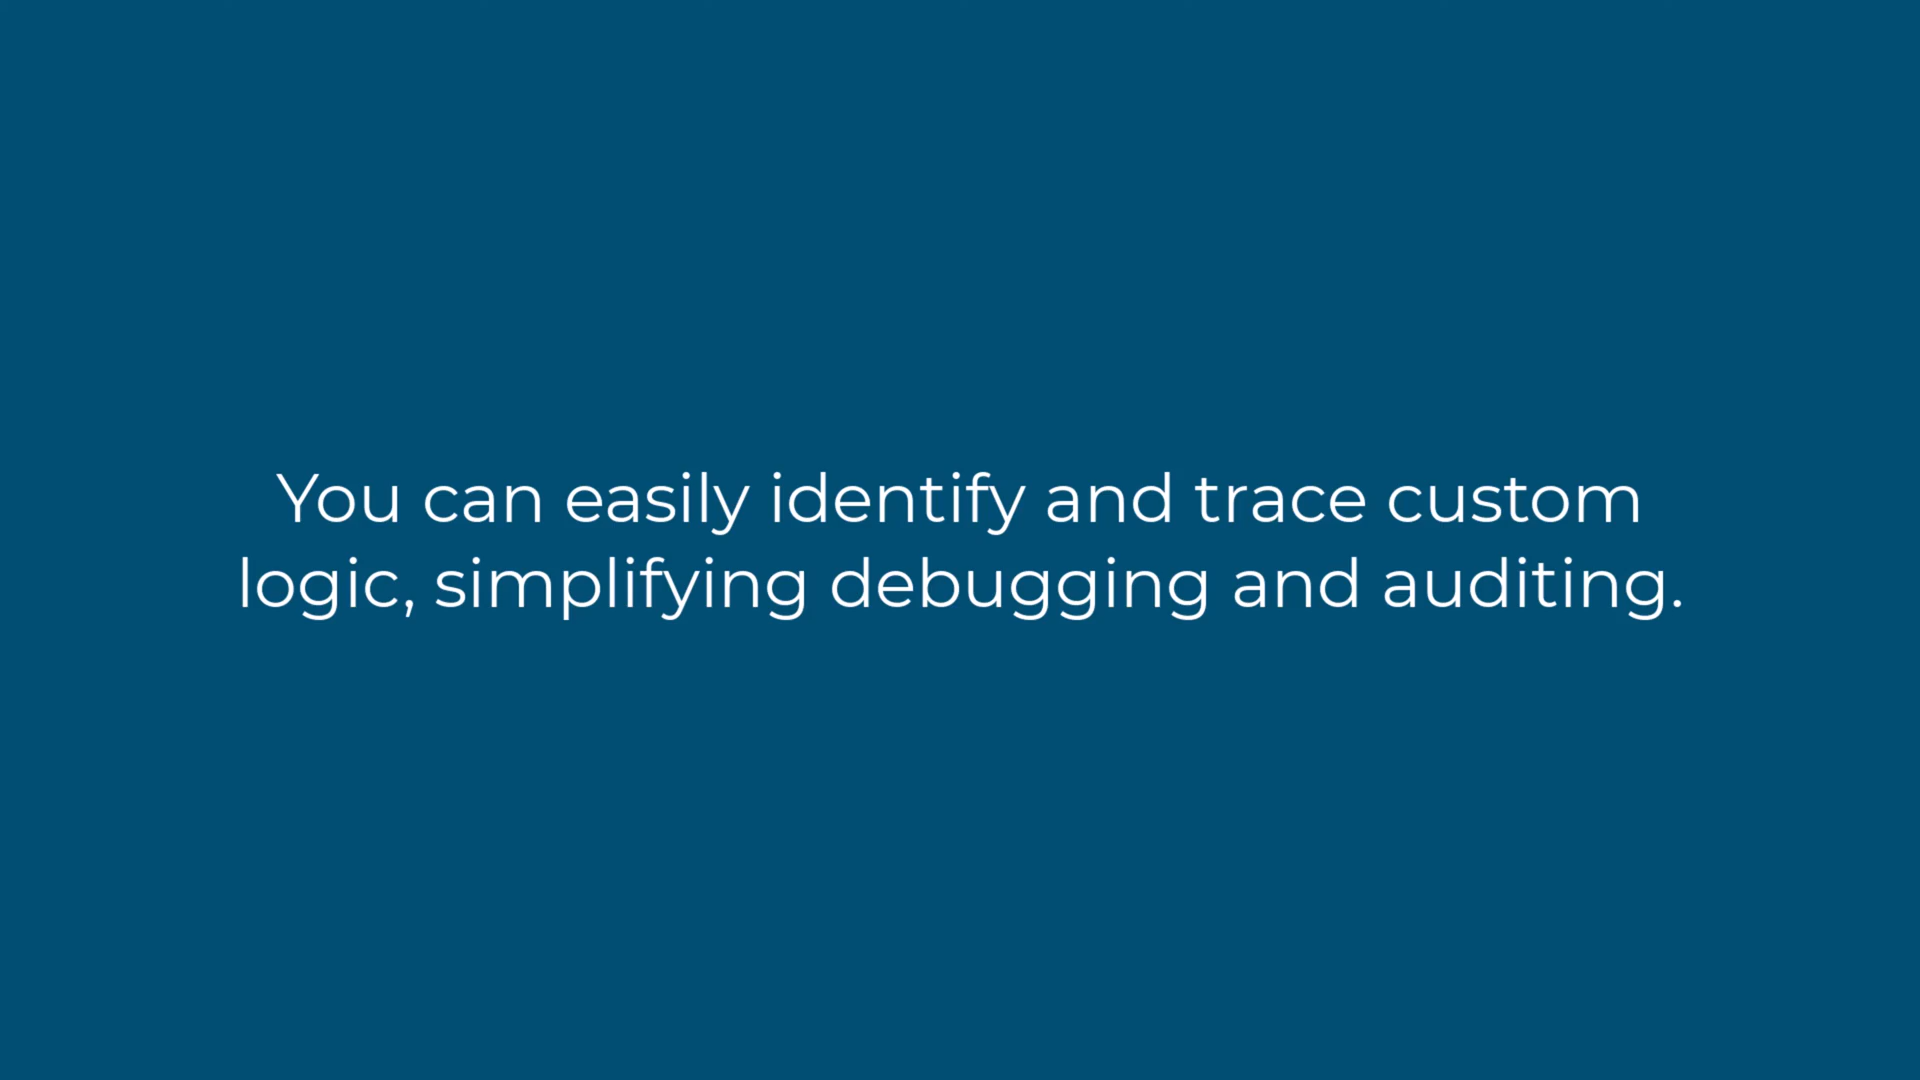 You can easily identify and trace custom
logic, simplifying debugging and auditing.